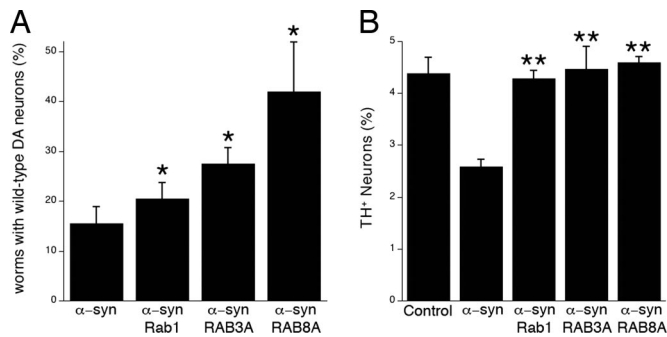 A
worms with wild-type DA neurons (%)
50
40
30
20
10
0
*
*
*
α–syn
α–syn
Rab1
α–syn
RAB3A
α–syn
RAB8A
B
TH⁺ Neurons (%)
5
4
3
2
1
0
**
**
**
Control
α–syn
α–syn
Rab1
α–syn
RAB3A
α–syn
RAB8A